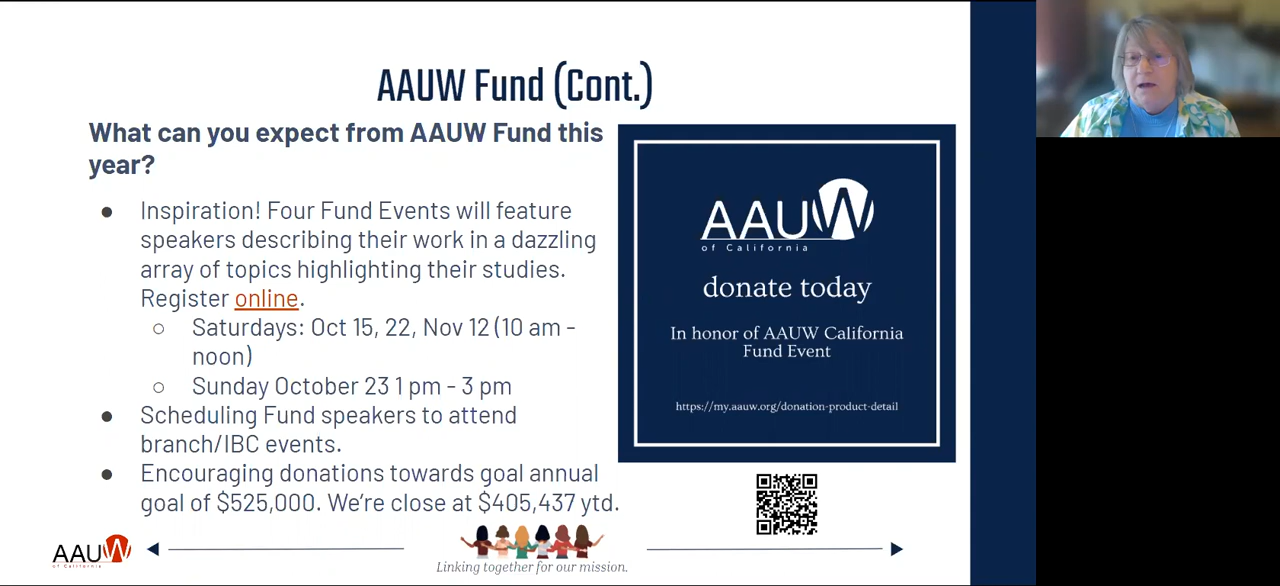 AAUW Fund (Cont.)
What can you expect from AAUW Fund this
year?
● Inspiration! Four Fund Events will feature
speakers describing their work in a dazzling
array of topics highlighting their studies.
Register online.
○ Saturdays: Oct 15, 22, Nov 12 (10 am -
noon)
○ Sunday October 23 1 pm - 3 pm
● Scheduling Fund speakers to attend
branch/IBC events.
● Encouraging donations towards goal annual
goal of $525,000. We're close at $405,437 ytd.
AAUW
of California
donate today
In honor of AAUW California
Fund Event
https://my.aauw.org/donation-product-detail
AAUW
of California
Linking together for our mission.